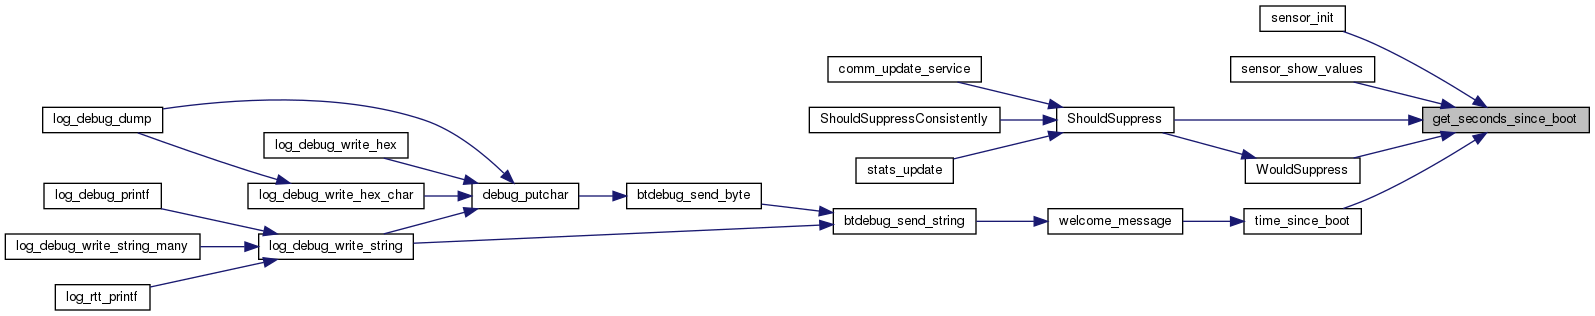 sensor_init
comm_update_service
sensor_show_values
log_debug_dump
ShouldSuppressConsistently
ShouldSuppress
get_seconds_since_boot
log_debug_write_hex
stats_update
WouldSuppress
log_debug_printf
log_debug_write_hex_char
debug_putchar
btdebug_send_byte
btdebug_send_string
welcome_message
time_since_boot
log_debug_write_string_many
log_debug_write_string
log_rtt_printf